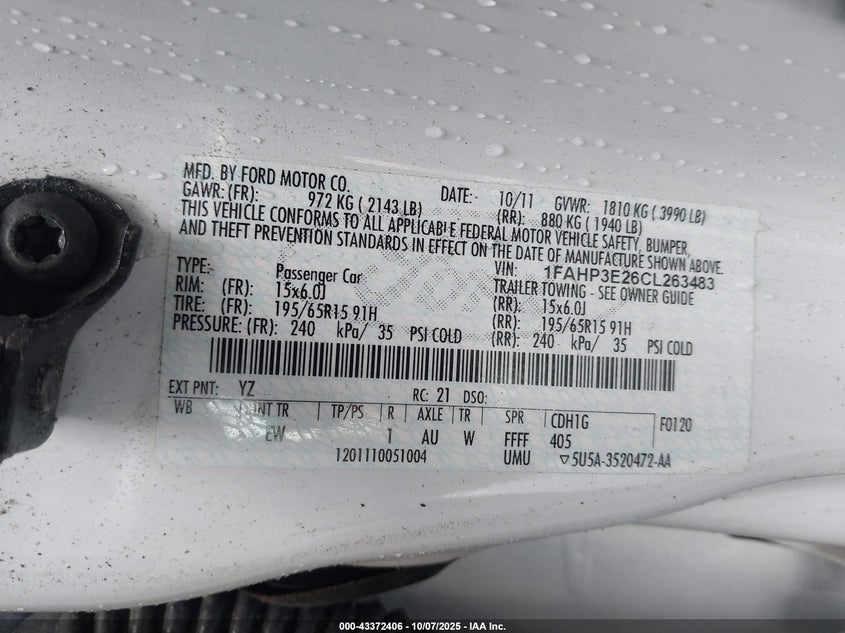 MFD. BY FORD MOTOR CO. DATE: 10/11 GVWR: 1810 KG ( 3990 LB)
GAWR: (FR): 972 KG ( 2143 LB) (RR): 880 KG ( 1940 LB)
THIS VEHICLE CONFORMS TO ALL APPLICABLE FEDERAL MOTOR VEHICLE SAFETY, BUMPER,
AND THEFT PREVENTION STANDARDS IN EFFECT ON THE DATE OF MANUFACTURE SHOWN ABOVE.
VIN: 1FAHP3E26CL263483
TYPE: Passenger Car TRAILER TOWING - SEE OWNER GUIDE
RIM: (FR): 15x6.0J (RR): 15x6.0J
TIRE: (FR): 195/65R15 91H (RR): 195/65R15 91H
PRESSURE: (FR): 240 kPa/ 35 PSI COLD (RR): 240 kPa/ 35 PSI COLD
EXT PNT: YZ RC: 21 DSO:
WB INT TR TP/PS R AXLE TR SPR CDH1G F0120
EW 1 AU W FFFF 405
1201110051004 UMU ▽5U5A-3520472-AA
000-43372406 - 10/07/2025 - IAA Inc.